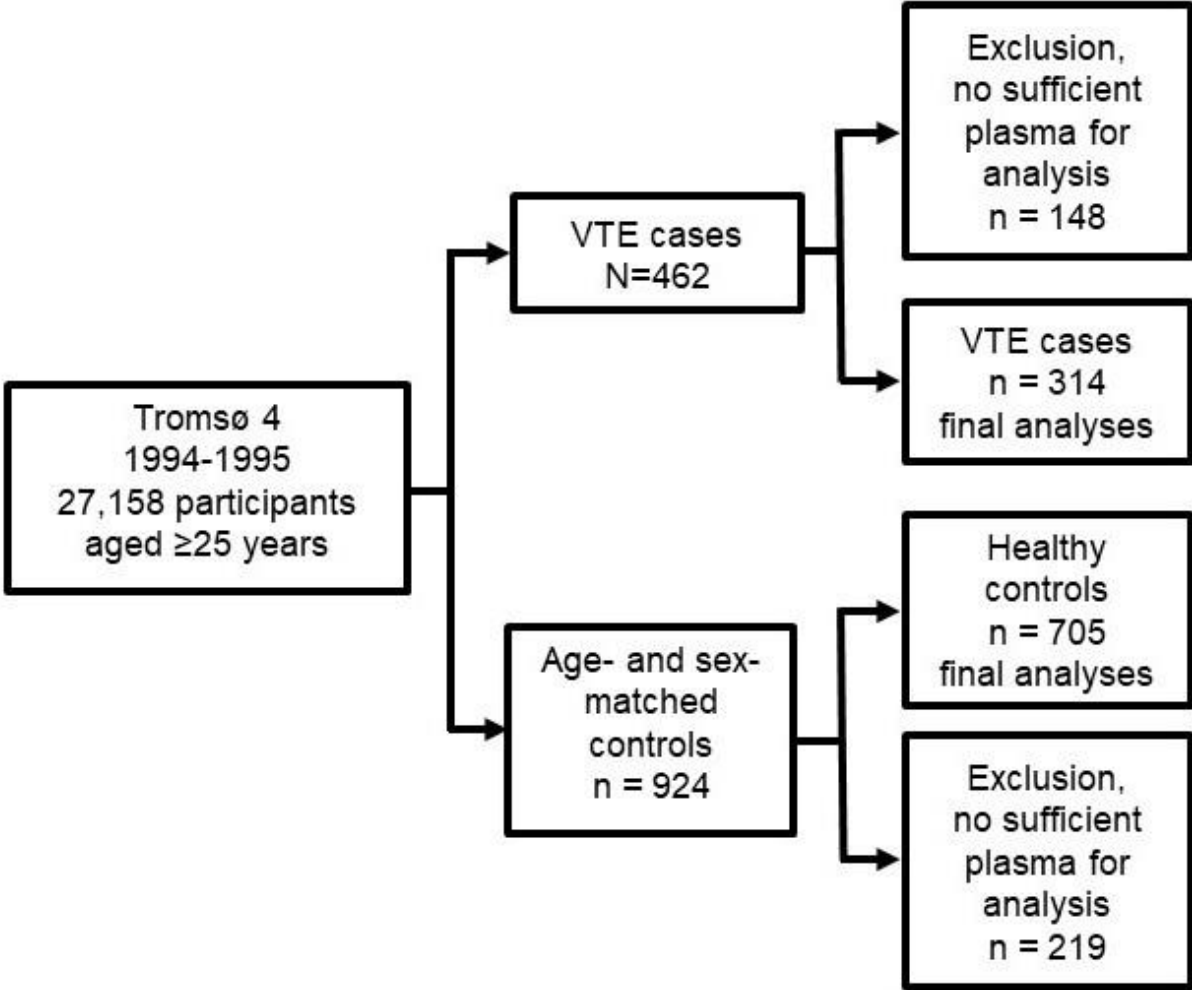 Tromsø 4
1994-1995
27,158 participants
aged ≥25 years
VTE cases
N=462
Age- and sex-
matched
controls
n = 924
Exclusion,
no sufficient
plasma for
analysis
n = 148
VTE cases
n = 314
final analyses
Healthy
controls
n = 705
final analyses
Exclusion,
no sufficient
plasma for
analysis
n = 219